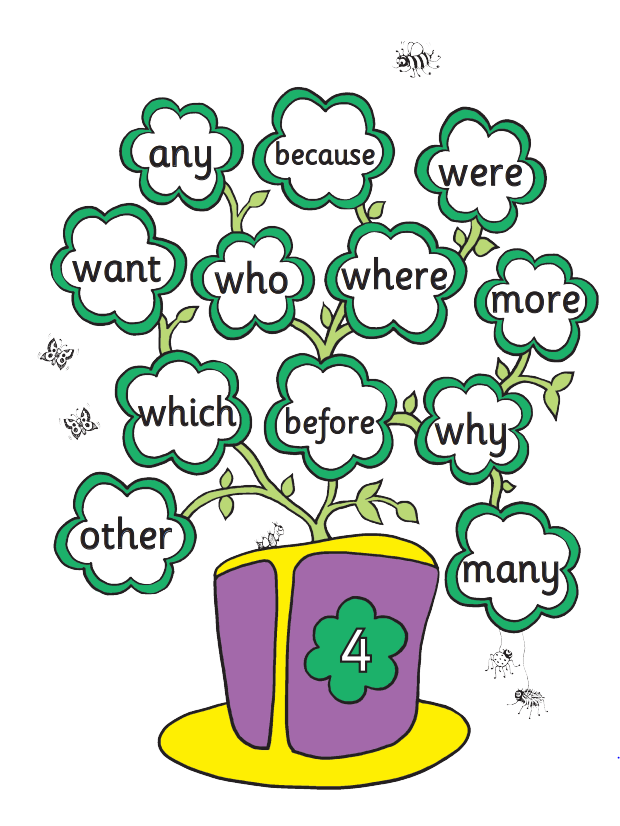 any
because
were
want
who
where
more
which
before
why
other
many
4